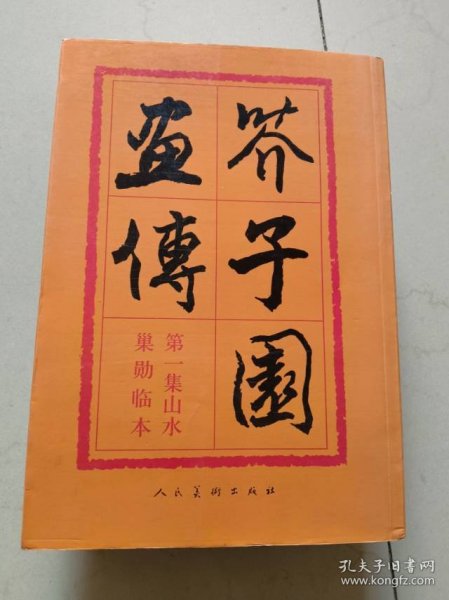 芥子園
畫傳
第一集山水
巢勋临本
人民美術出版社
孔夫子旧书网
www.kongfz.com